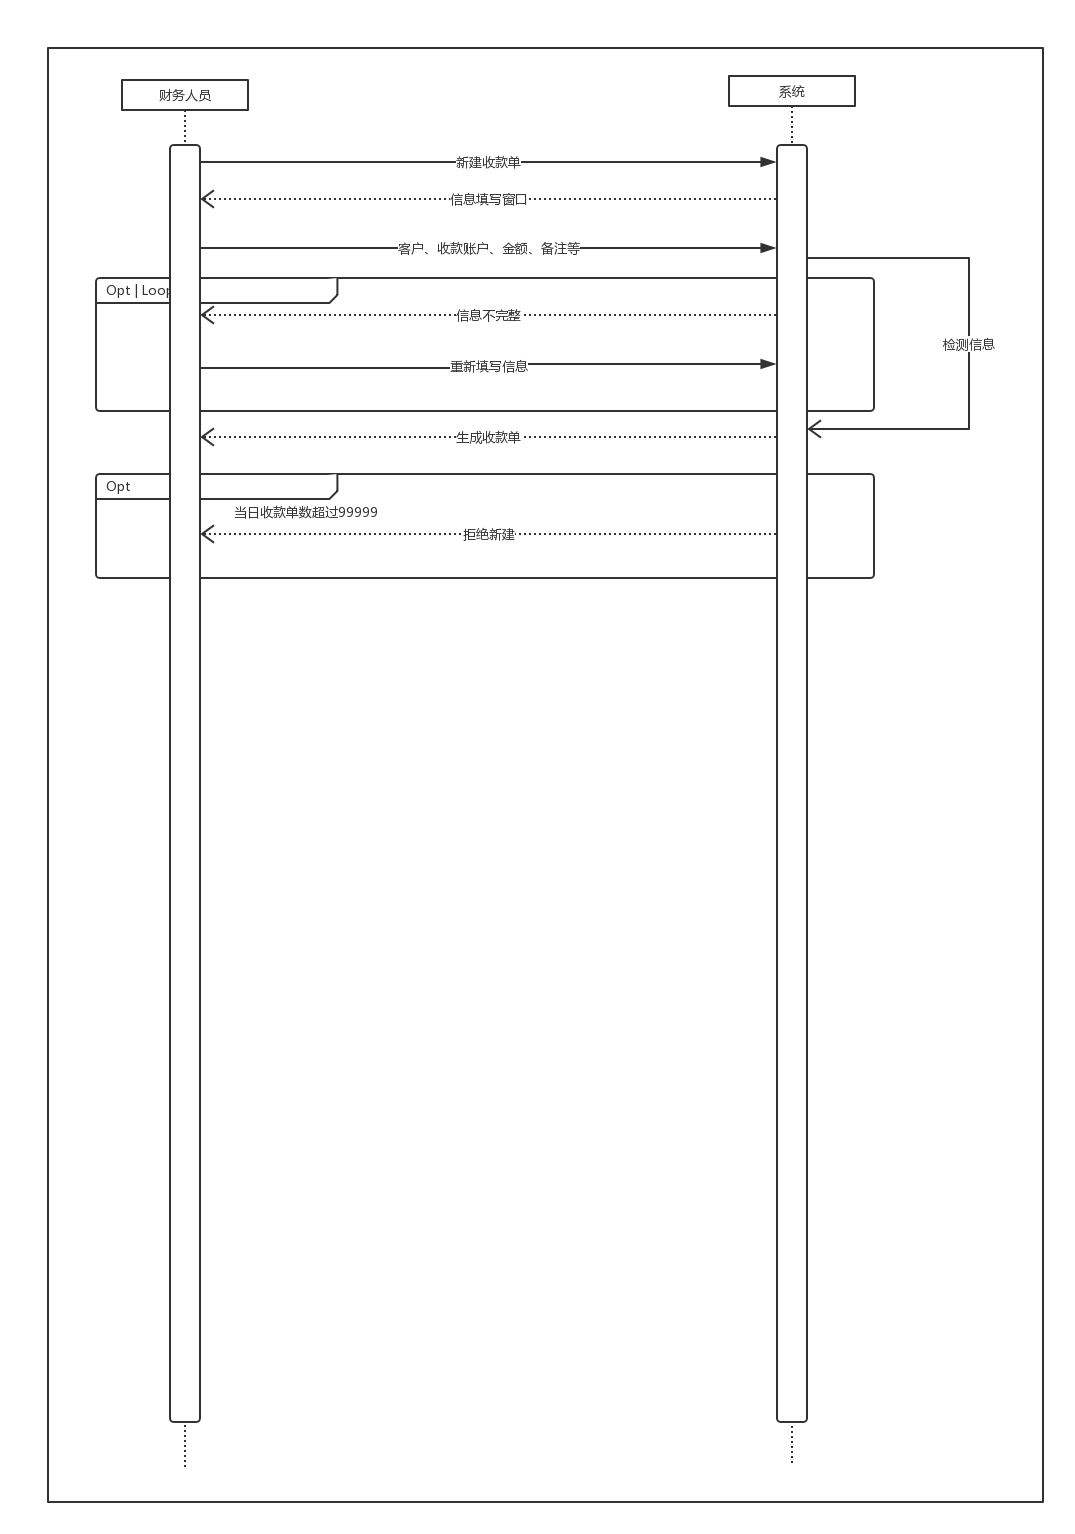 财务人员
系统
新建收款单
信息填写窗口
客户、收款账户、金额、备注等
Opt | Loop
信息不完整
检测信息
重新填写信息
生成收款单
Opt
当日收款单数超过99999
拒绝新建